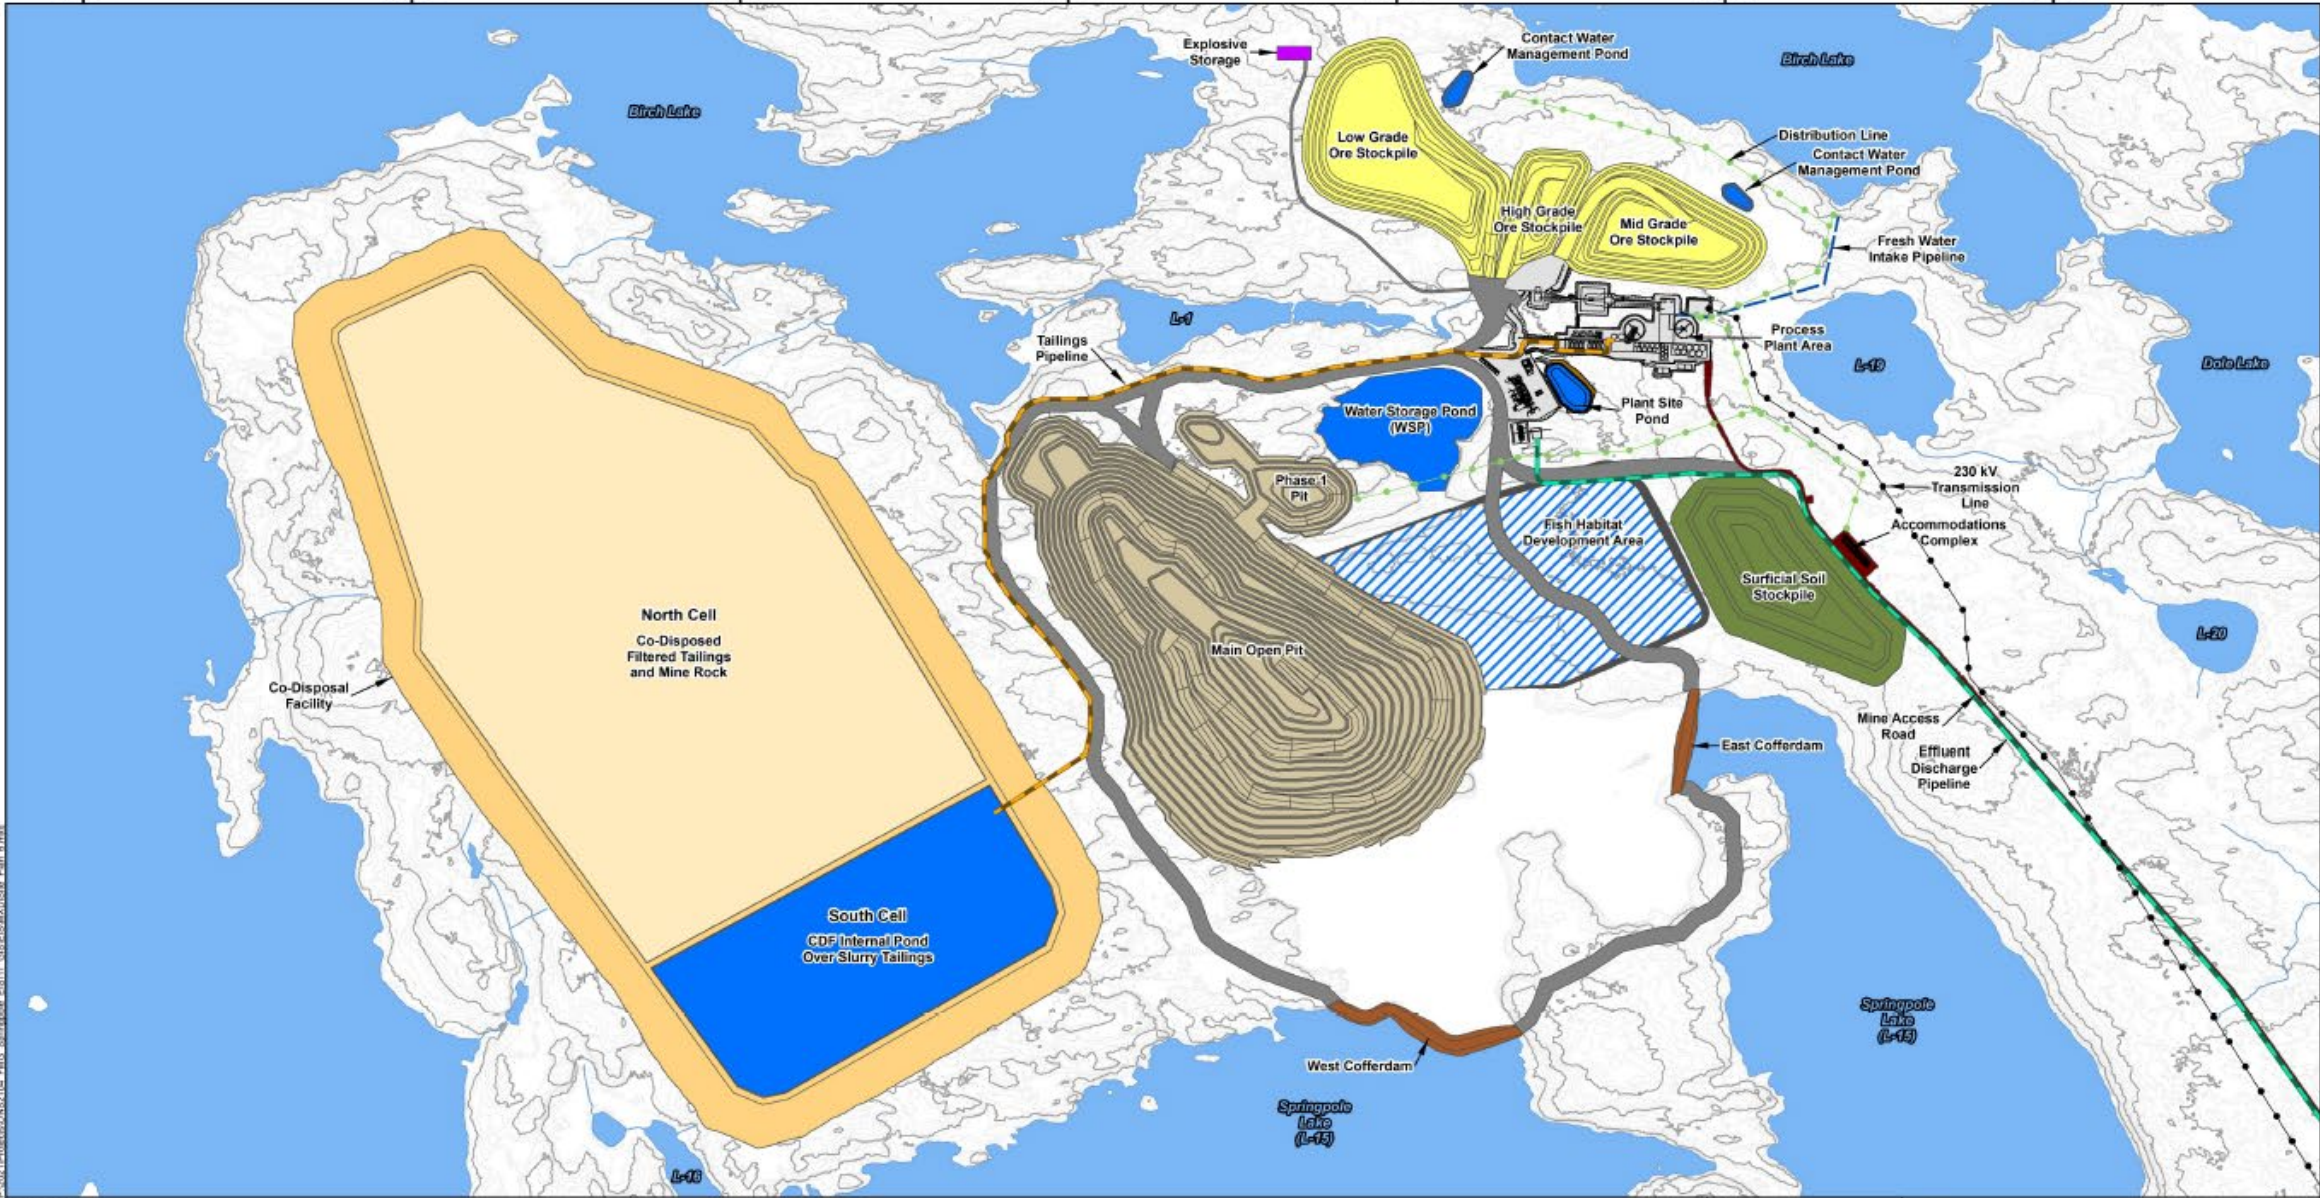 Explosive
Storage
Contact Water
Management Pond
Birch Lake
Birch Lake
Low Grade
Ore Stockpile
Distribution Line
Contact Water
Management Pond
High Grade
Ore Stockpile
Mid Grade
Ore Stockpile
Fresh Water
Intake Pipeline
L-1
Tailings
Pipeline
Process
Plant Area
L-19
Dole Lake
Water Storage Pond
(WSP)
Plant Site
Pond
Phase 1
Pit
230 kV
Transmission
Line
Fish Habitat
Development Area
Accommodations
Complex
Surficial Soil
Stockpile
North Cell
Co-Disposed
Filtered Tailings
and Mine Rock
L-20
Main Open Pit
Co-Disposal
Facility
Mine Access
Road
East Cofferdam
Effluent
Discharge
Pipeline
South Cell
CDF Internal Pond
Over Slurry Tailings
Springpole
Lake
(L-15)
West Cofferdam
Springpole
Lake
(L-15)
L-16